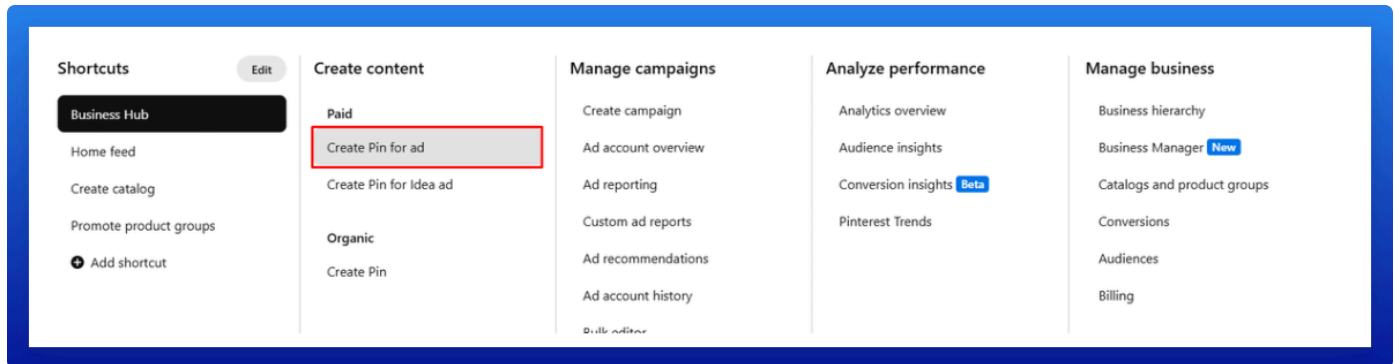 Shortcuts
Edit
Business Hub
Home feed
Create catalog
Promote product groups
Add shortcut
Create content
Paid
Create Pin for ad
Create Pin for Idea ad
Organic
Create Pin
Manage campaigns
Create campaign
Ad account overview
Ad reporting
Custom ad reports
Ad recommendations
Ad account history
Bulk editor
Analyze performance
Analytics overview
Audience insights
Conversion insights Beta
Pinterest Trends
Manage business
Business hierarchy
Business Manager New
Catalogs and product groups
Conversions
Audiences
Billing